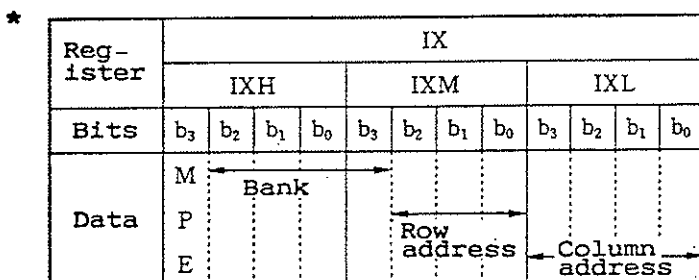 *
Reg-
ister
IX
IXH IXM IXL
Bits b₃ b₂ b₁ b₀ b₃ b₂ b₁ b₀ b₃ b₂ b₁ b₀
Data
M
P
E
Bank
Row
address
Column
address